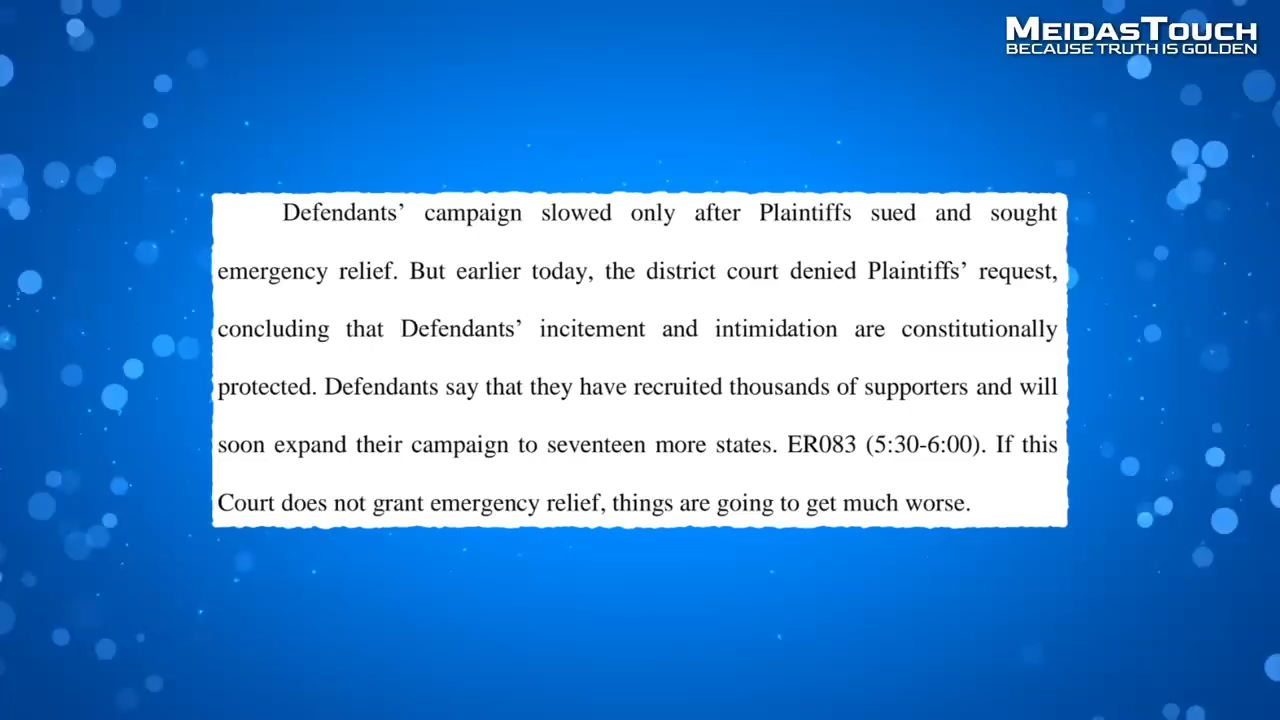 MEIDASTOUCH
BECAUSE TRUTH IS GOLDEN
Defendants’ campaign slowed only after Plaintiffs sued and sought
emergency relief. But earlier today, the district court denied Plaintiffs’ request,
concluding that Defendants’ incitement and intimidation are constitutionally
protected. Defendants say that they have recruited thousands of supporters and will
soon expand their campaign to seventeen more states. ER083 (5:30-6:00). If this
Court does not grant emergency relief, things are going to get much worse.